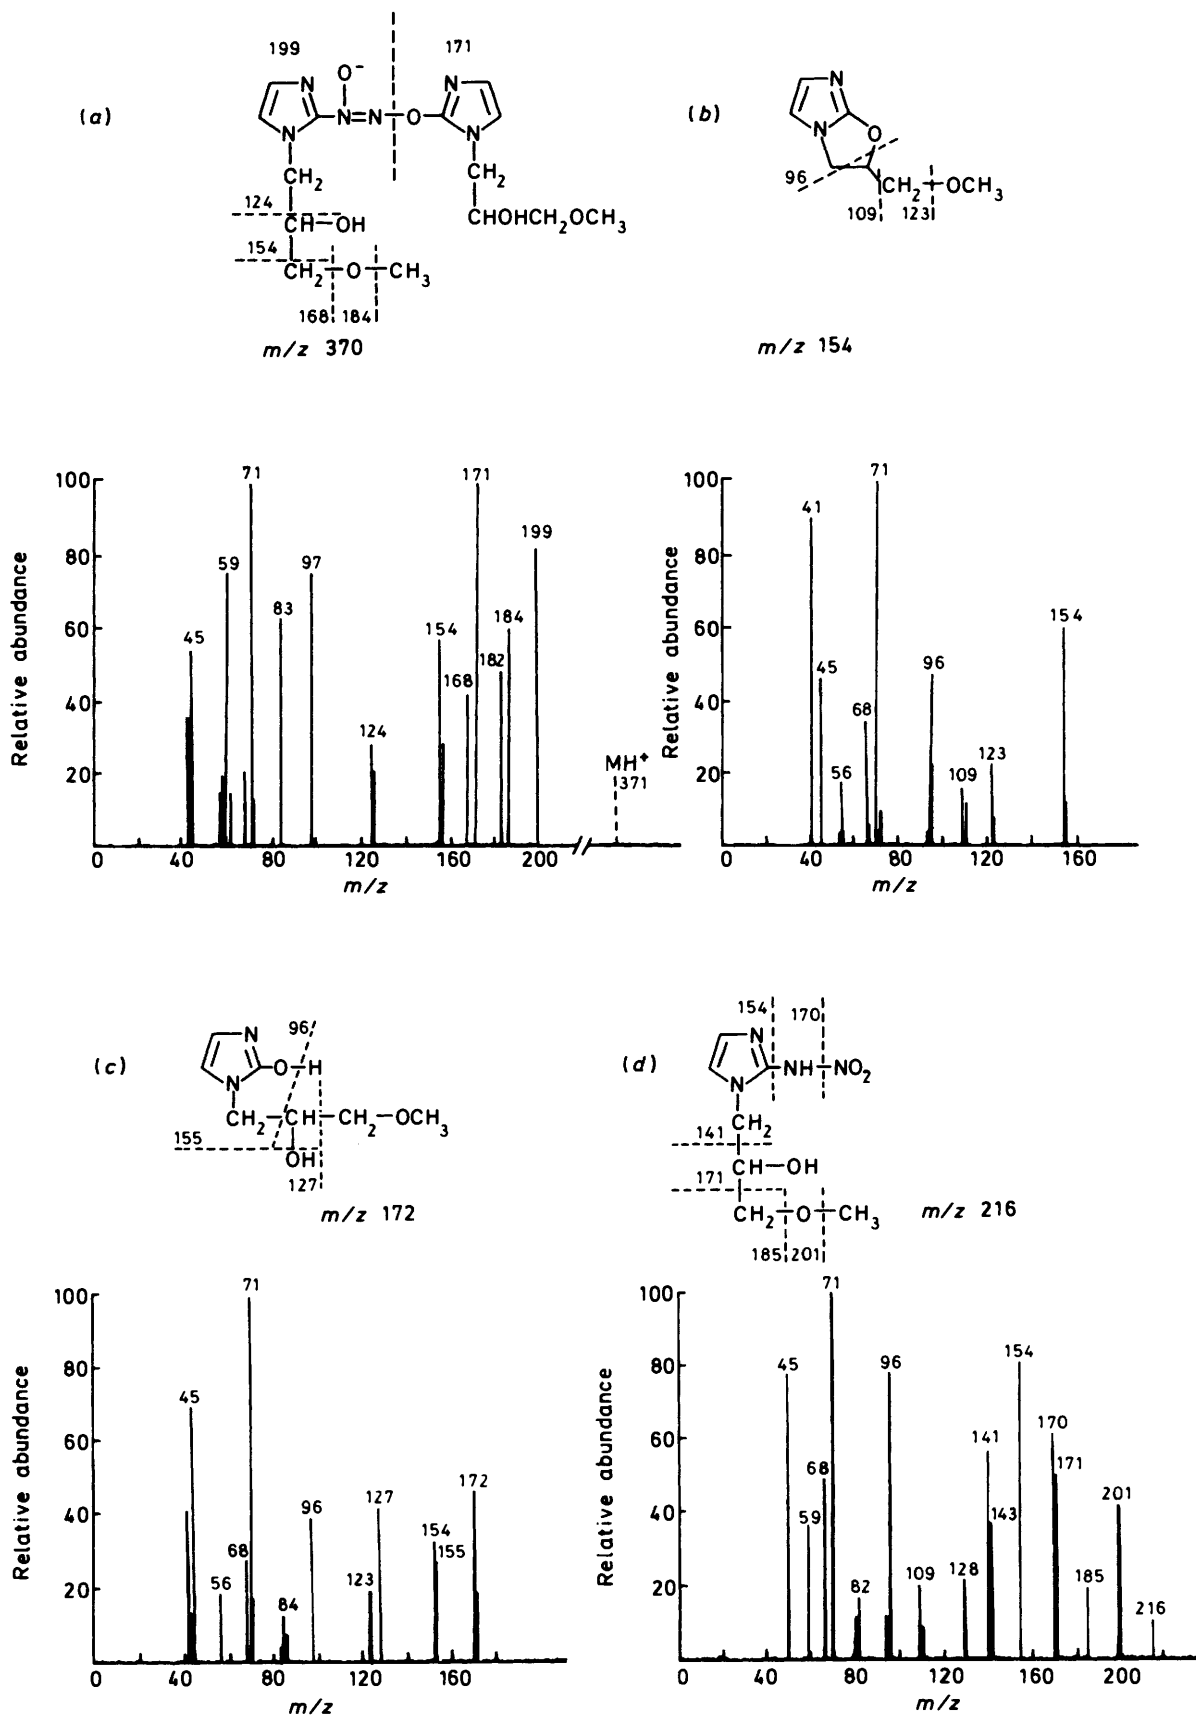 (a)
199
171
O⁻
N
N
N=N
O
N
N
CH2
CH2
124
CH—OH
CHOHCH2OCH3
154
CH2
O
CH3
168
184
m/z 370
(b)
N
N
O
96
CH2
OCH3
109
123
m/z 154
Relative abundance
100
80
60
40
20
0
40
80
120
160
200
45
59
71
83
97
124
154
168
171
182
184
199
MH+
371
m/z
Relative abundance
100
80
60
40
20
0
40
80
120
160
41
45
56
68
71
96
109
123
154
m/z
(c)
96
N
N
O
H
CH2
CH
CH2
OCH3
155
OH
127
m/z 172
(d)
154
170
N
N
NH
NO2
CH2
141
CH—OH
171
CH2
O
CH3
185
201
m/z 216
Relative abundance
100
80
60
40
20
0
40
80
120
160
45
56
68
71
84
96
123
127
154
155
172
m/z
Relative abundance
100
80
60
40
20
0
40
80
120
160
200
45
59
68
71
82
96
109
128
141
143
154
170
171
185
201
216
m/z